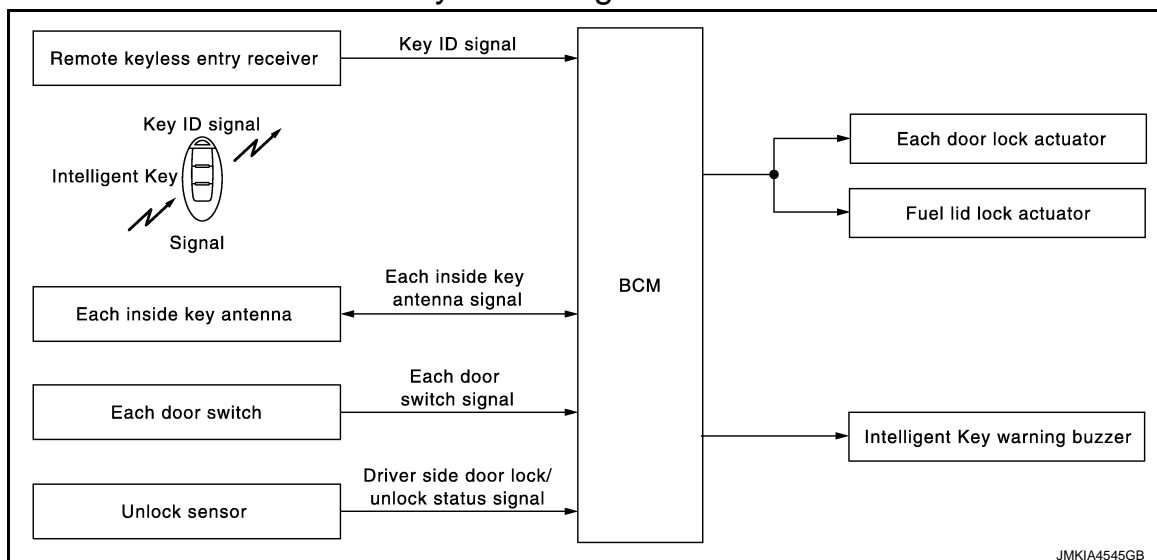 Remote keyless entry receiver
Key ID signal
Key ID signal
Intelligent Key
Signal
Each inside key antenna
Each inside key
antenna signal
Each door switch
Each door
switch signal
Unlock sensor
Driver side door lock/
unlock status signal
BCM
Each door lock actuator
Fuel lid lock actuator
Intelligent Key warning buzzer
JMKIA4545GB